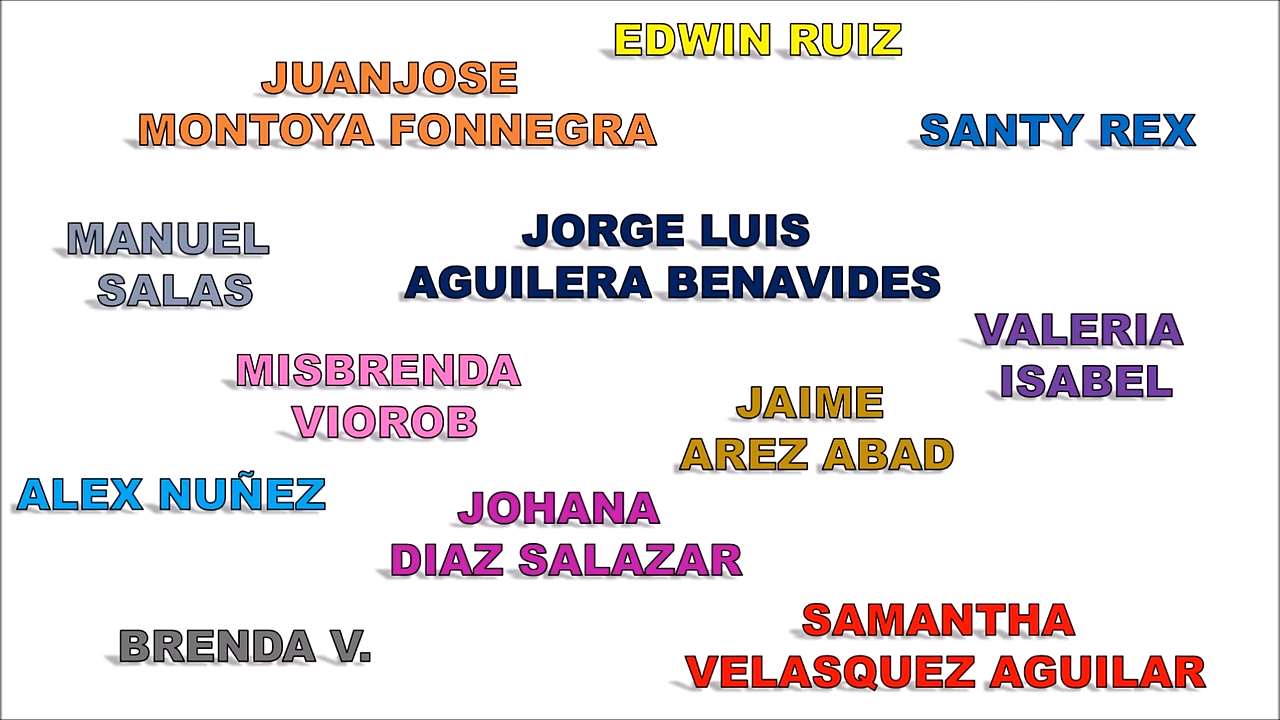 EDWIN RUIZ
JUANJOSE
MONTOYA FONNEGRA
SANTY REX
MANUEL
SALAS
JORGE LUIS
AGUILERA BENAVIDES
VALERIA
ISABEL
MISBRENDA
VIOROB
JAIME
AREZ ABAD
ALEX NUÑEZ
JOHANA
DIAZ SALAZAR
BRENDA V.
SAMANTHA
VELASQUEZ AGUILAR